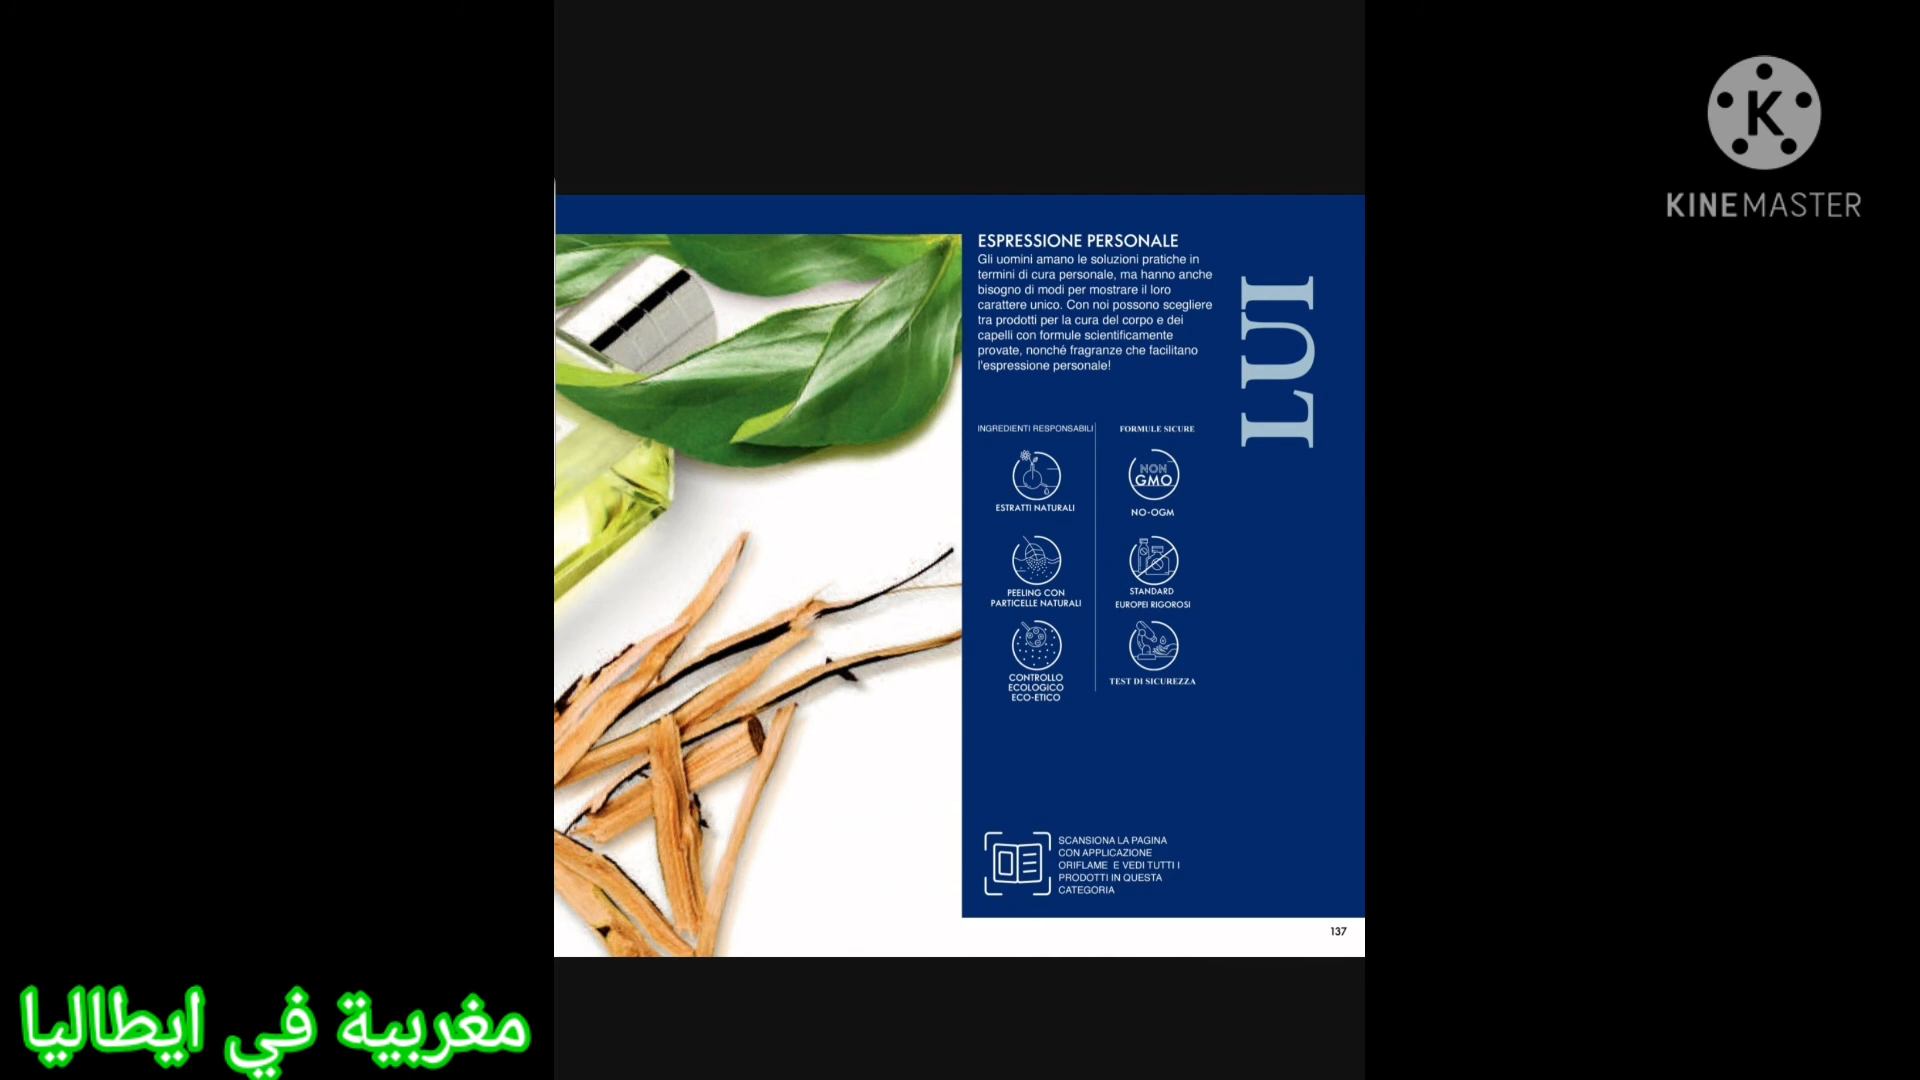 KINEMASTER
ESPRESSIONE PERSONALE
Gli uomini amano le soluzioni pratiche in
termini di cura personale, ma hanno anche
bisogno di modi per mostrare il loro
carattere unico. Con noi possono scegliere
tra prodotti per la cura del corpo e dei
capelli con formule scientificamente
provate, nonché fragranze che facilitano
l'espressione personale!
LUI
INGREDIENTI RESPONSABILI
ESTRATTI NATURALI
PEELING CON
PARTICELLE NATURALI
CONTROLLO
ECOLOGICO
ECO-ETICO
FORMULE SICURE
NON
GMO
NO-OGM
STANDARD
EUROPEI RIGOROSI
TEST DI SICUREZZA
SCANSIONA LA PAGINA
CON APPLICAZIONE
ORIFLAME E VEDI TUTTI I
PRODOTTI IN QUESTA
CATEGORIA
137
مغربية في ايطاليا